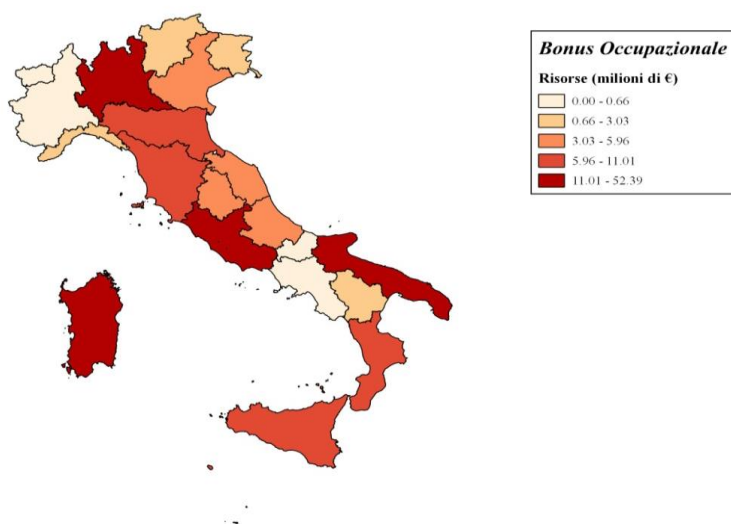 Bonus Occupazionale
Risorse (milioni di €)
0.00 - 0.66
0.66 - 3.03
3.03 - 5.96
5.96 - 11.01
11.01 - 52.39